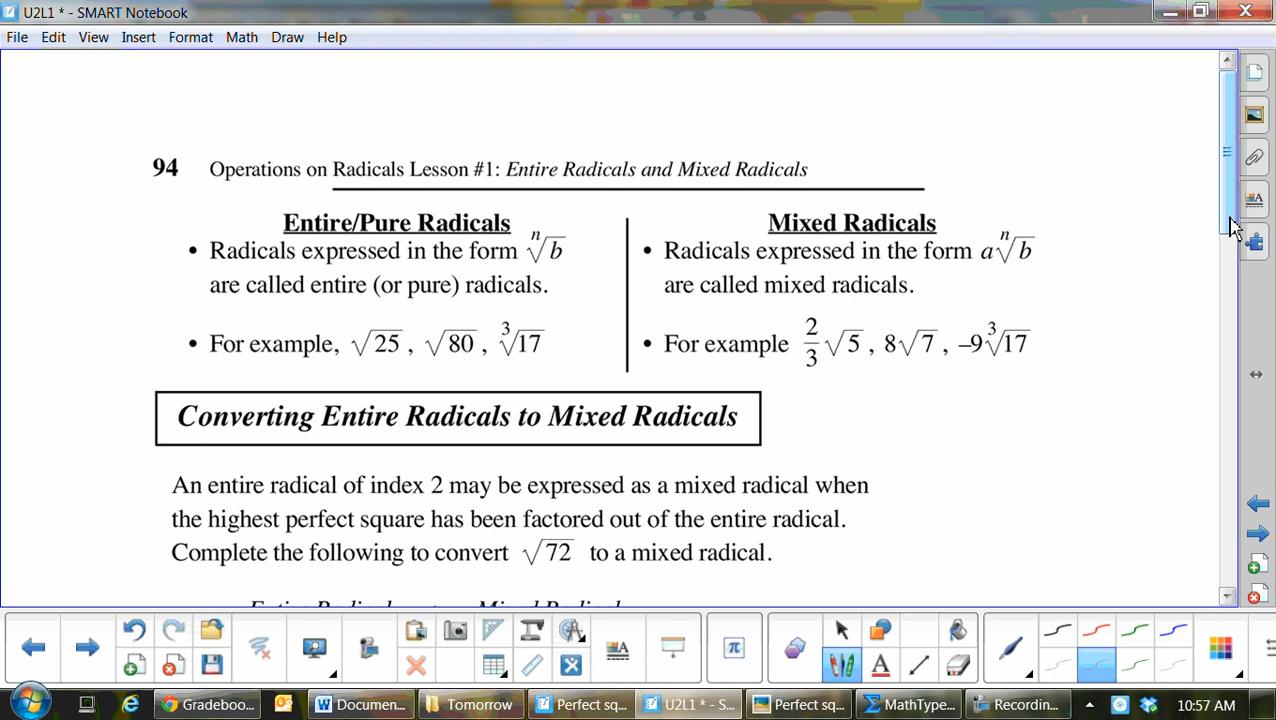 U2L1 * - SMART Notebook
File Edit View Insert Format Math Draw Help
94 Operations on Radicals Lesson #1: Entire Radicals and Mixed Radicals
Entire/Pure Radicals
• Radicals expressed in the form ⁿ√b
are called entire (or pure) radicals.
• For example, √25 , √80 , ³√17
Mixed Radicals
• Radicals expressed in the form a ⁿ√b
are called mixed radicals.
• For example 2/3 √5 , 8√7 , –9 ³√17
Converting Entire Radicals to Mixed Radicals
An entire radical of index 2 may be expressed as a mixed radical when
the highest perfect square has been factored out of the entire radical.
Complete the following to convert √72 to a mixed radical.
Entire Radical Mixed Radical
π A
Gradeboo... Documen... Tomorrow Perfect sq... U2L1 * - S... Perfect sq... MathType... Recordin... 10:57 AM